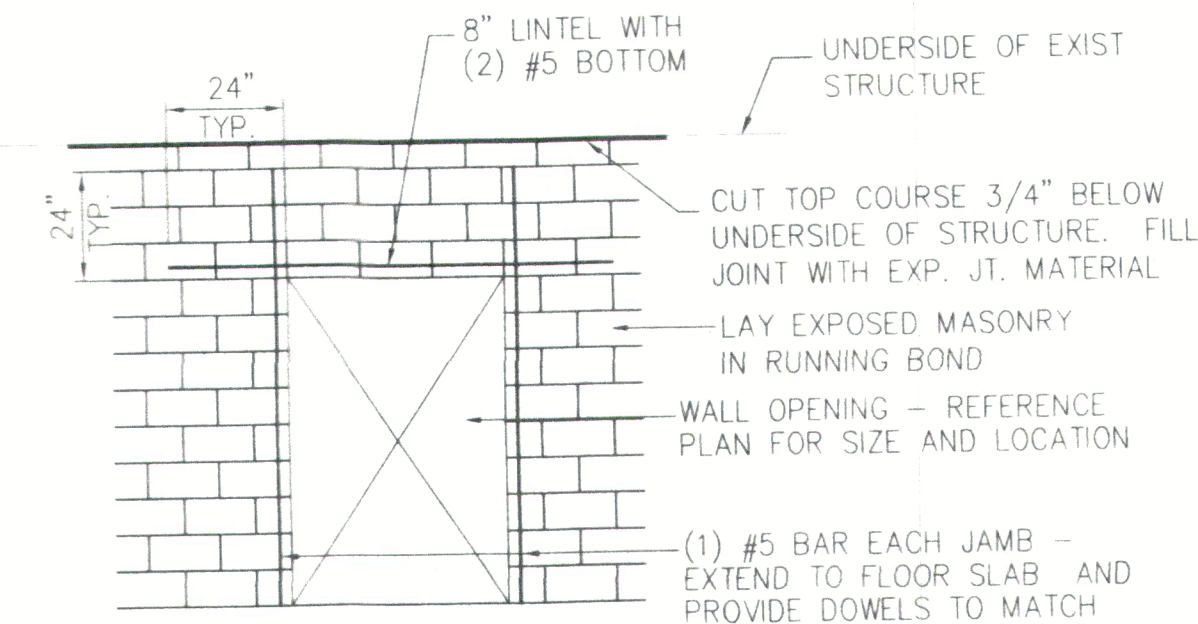 8" LINTEL WITH
(2) #5 BOTTOM
UNDERSIDE OF EXIST
STRUCTURE
24"
TYP.
24"
TYP.
CUT TOP COURSE 3/4" BELOW
UNDERSIDE OF STRUCTURE. FILL
JOINT WITH EXP. JT. MATERIAL
LAY EXPOSED MASONRY
IN RUNNING BOND
WALL OPENING – REFERENCE
PLAN FOR SIZE AND LOCATION
(1) #5 BAR EACH JAMB –
EXTEND TO FLOOR SLAB AND
PROVIDE DOWELS TO MATCH